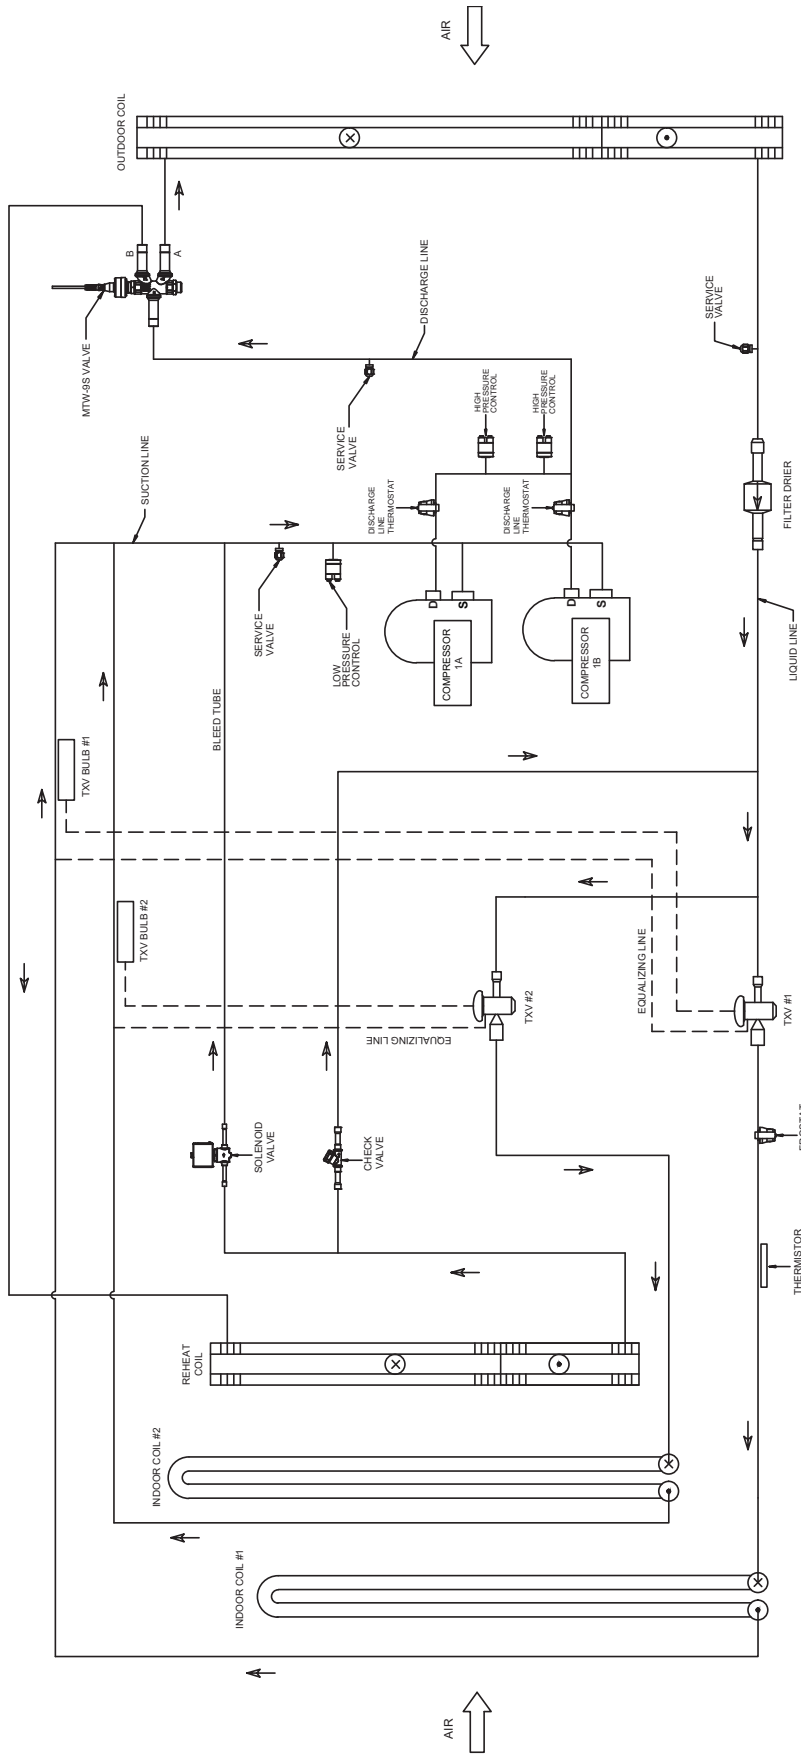 AIR
OUTDOOR COIL
B
A
MTW-9S VALVE
DISCHARGE LINE
SERVICE
VALVE
SUCTION LINE
SERVICE
VALVE
HIGH
PRESSURE
CONTROL
HIGH
PRESSURE
CONTROL
DISCHARGE
LINE
THERMOSTAT
DISCHARGE
LINE
THERMOSTAT
FILTER DRIER
SERVICE
VALVE
LOW
PRESSURE
CONTROL
D
S
COMPRESSOR
1A
D
S
COMPRESSOR
1B
LIQUID LINE
BLEED TUBE
TXV BULB #1
TXV BULB #2
EQUALIZING LINE
TXV #2
EQUALIZING LINE
TXV #1
SOLENOID
VALVE
CHECK
VALVE
THERMISTOR
REHEAT
COIL
INDOOR COIL #2
INDOOR COIL #1
AIR